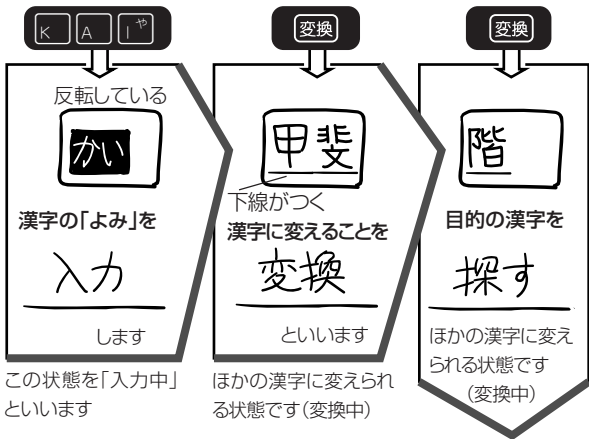 K A I や
反転している
かい
漢字の「よみ」を
入力
します
この状態を「入力中」
といいます
変換
甲斐
下線がつく
漢字に変えることを
変換
といいます
ほかの漢字に変えられ
る状態です(変換中)
変換
階
目的の漢字を
探す
ほかの漢字に変え
られる状態です
(変換中)